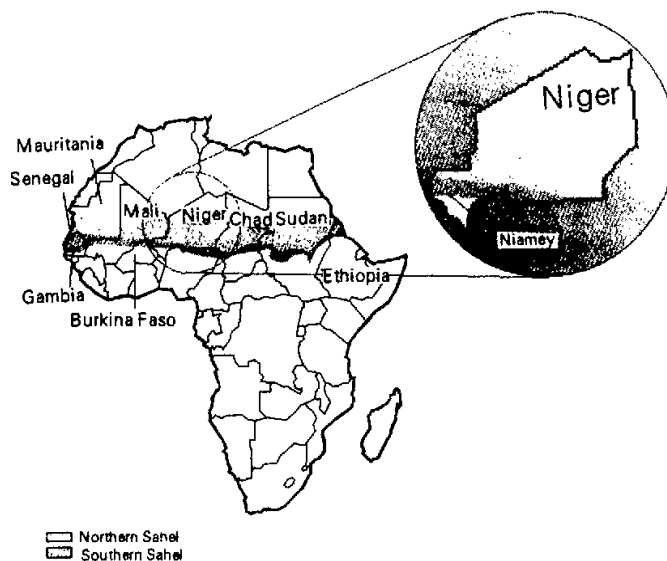 Niger
Mauritania
Senegal
Mali
Niger
Chad
Sudan
Niamey
Ethiopia
Gambia
Burkina Faso
Northern Sahel
Southern Sahel